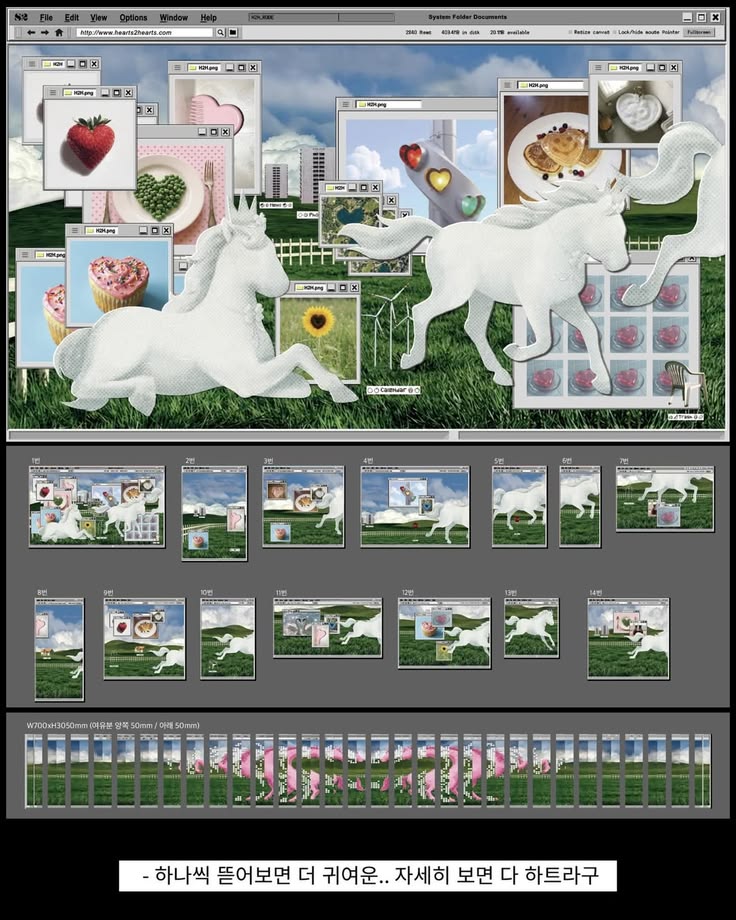 File Edit View Options Window Help
System Folder Documents
http://www.hearts2hearts.com
Resize canvas Lock/hide mouse Pointer Fullscreen
H2H
H2H.png
H2H.png
H2H.png
H2H.png
H2H
H2H.png
H2H.png
Calendar
Trash
1번 2번 3번 4번 5번 6번 7번
8번 9번 10번 11번 12번 13번 14번
W700xH3050mm (여유분 양쪽 50mm / 아래 50mm)
- 하나씩 뜯어보면 더 귀여운.. 자세히 보면 다 하트라구